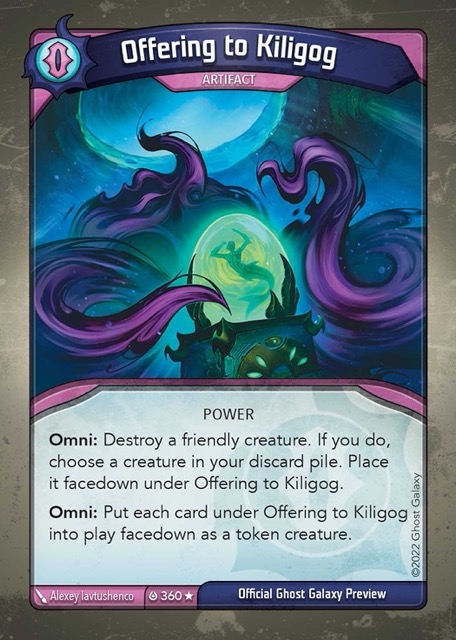 Offering to Kiligog
ARTIFACT
POWER
Omni: Destroy a friendly creature. If you do,
choose a creature in your discard pile. Place
it facedown under Offering to Kiligog.
Omni: Put each card under Offering to Kiligog
into play facedown as a token creature.
©2022 Ghost Galaxy
Alexey Iavtushenco
360★
Official Ghost Galaxy Preview